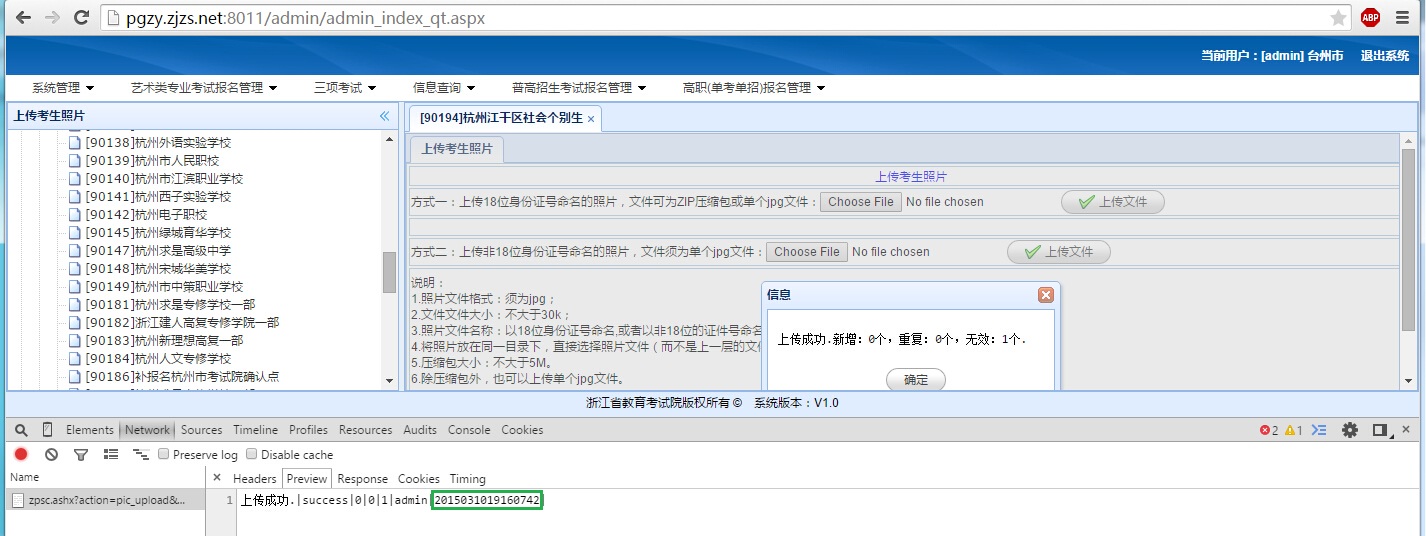 pgzy.zjzs.net:8011/admin/admin_index_qt.aspx
ABP
当前用户：[admin] 台州市 退出系统
系统管理 艺术类专业考试报名管理 三项考试 信息查询 普高招生考试报名管理 高职(单考单招)报名管理
上传考生照片
[90138]杭州外语实验学校
[90139]杭州市人民职校
[90140]杭州市江滨职业学校
[90141]杭州西子实验学校
[90142]杭州电子职校
[90145]杭州绿城育华学校
[90147]杭州求是高级中学
[90148]杭州宋城华美学校
[90149]杭州市中策职业学校
[90181]杭州求是专修学校一部
[90182]浙江建人高复专修学院一部
[90183]杭州新理想高复一部
[90184]杭州人文专修学校
[90186]补报名杭州市考试院确认点
[90194]杭州江干区社会个别生
上传考生照片
上传考生照片
方式一：上传18位身份证号命名的照片，文件可为ZIP压缩包或单个jpg文件： Choose File No file chosen 上传文件
方式二：上传非18位身份证号命名的照片，文件须为单个jpg文件： Choose File No file chosen 上传文件
说明：
1.照片文件格式：须为jpg；
2.文件文件大小：不大于30k；
3.照片文件名称：以18位身份证号命名,或者以非18位的证件号命名
4.将照片放在同一目录下，直接选择照片文件（而不是上一层的文
5.压缩包大小：不大于5M。
6.除压缩包外，也可以上传单个jpg文件。
信息
上传成功.新增：0个，重复：0个，无效：1个.
确定
浙江省教育考试院版权所有 © 系统版本：V1.0
Elements Network Sources Timeline Profiles Resources Audits Console Cookies 2 1
Preserve log Disable cache
Name Headers Preview Response Cookies Timing
zpsc.ashx?action=pic_upload&...
1 上传成功.|success|0|0|1|admin|2015031019160742